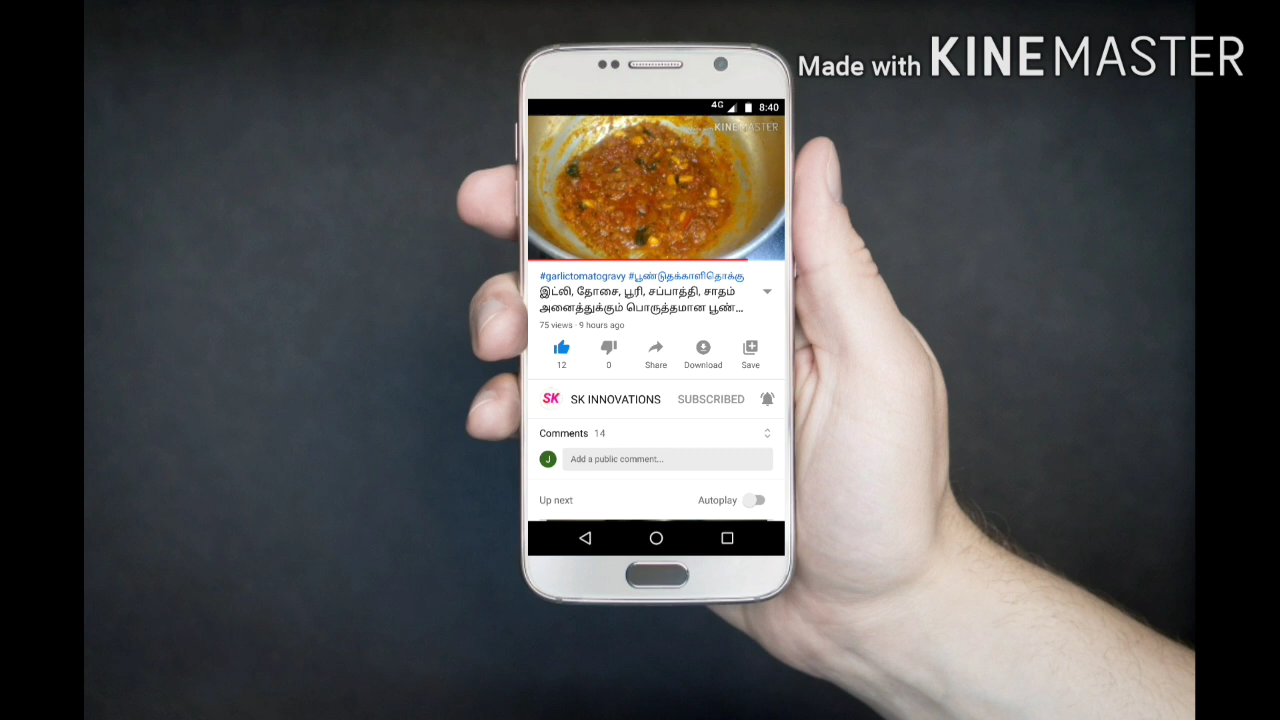 Made with KINEMASTER
4G 8:40
KINEMASTER
#garlictomatogravy #பூண்டுதக்காளிதொக்கு
இட்லி, தோசை, பூரி, சப்பாத்தி, சாதம்
அனைத்துக்கும் பொருத்தமான பூண்...
75 views · 9 hours ago
12 0 Share Download Save
SK SK INNOVATIONS SUBSCRIBED
Comments 14
J Add a public comment...
Up next Autoplay